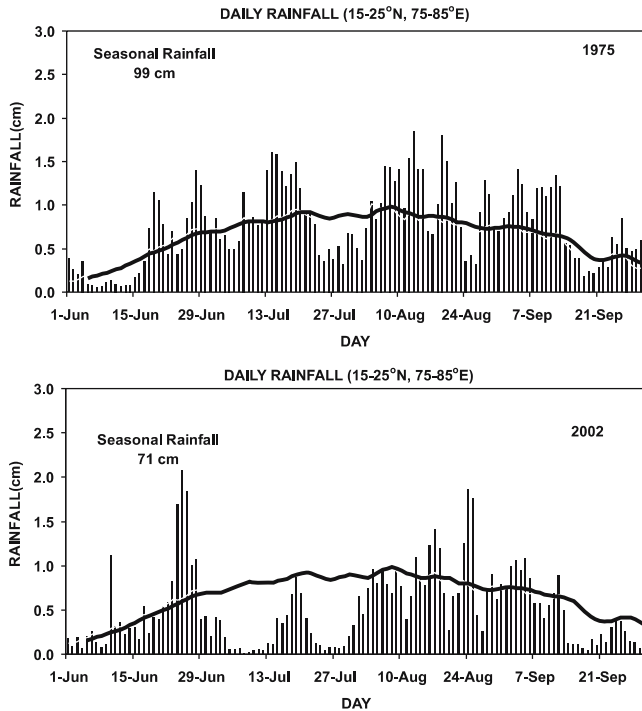 DAILY RAINFALL (15-25°N, 75-85°E)
RAINFALL(cm)
3.0
2.5
2.0
1.5
1.0
0.5
0.0
Seasonal Rainfall
99 cm
1975
1-Jun 15-Jun 29-Jun 13-Jul 27-Jul 10-Aug 24-Aug 7-Sep 21-Sep
DAY
DAILY RAINFALL (15-25°N, 75-85°E)
RAINFALL(cm)
3.0
2.5
2.0
1.5
1.0
0.5
0.0
Seasonal Rainfall
71 cm
2002
1-Jun 15-Jun 29-Jun 13-Jul 27-Jul 10-Aug 24-Aug 7-Sep 21-Sep
DAY